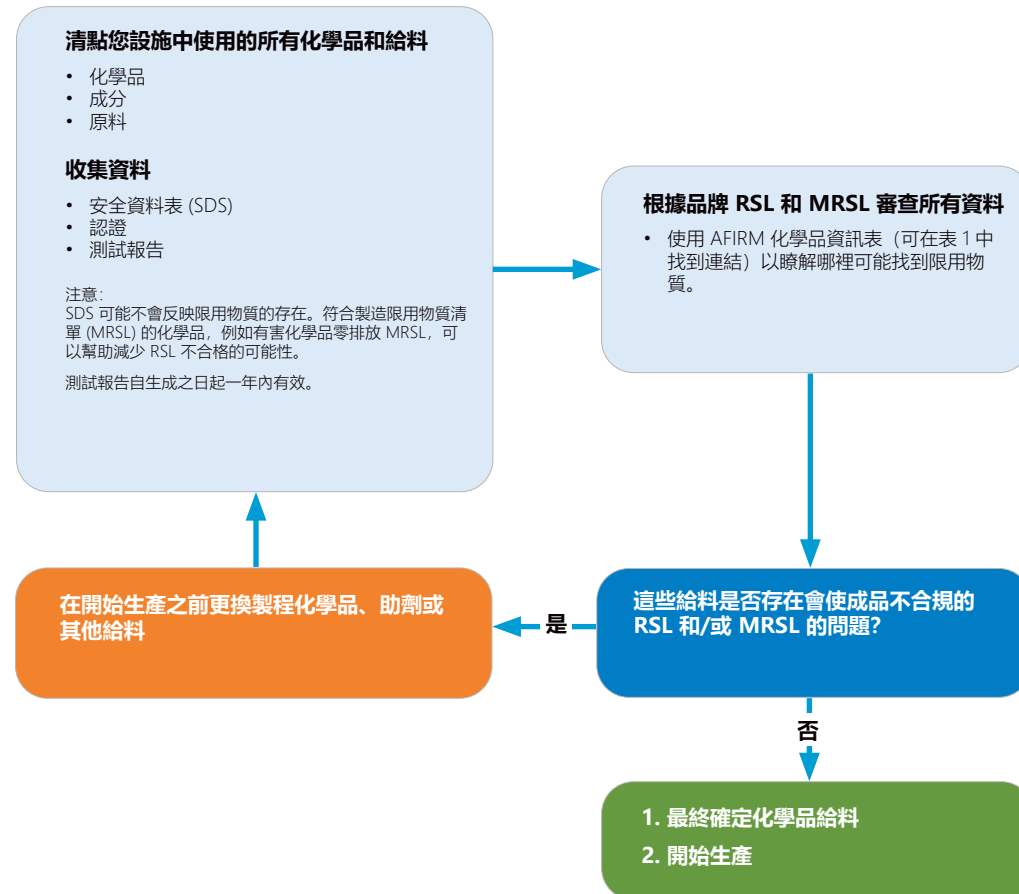 清點您設施中使用的所有化學品和給料
• 化學品
• 成分
• 原料
收集資料
• 安全資料表 (SDS)
• 認證
• 測試報告
注意：
SDS 可能不會反映限用物質的存在。符合製造限用物質清
單 (MRSL) 的化學品，例如有害化學品零排放 MRSL，可
以幫助減少 RSL 不合格的可能性。
測試報告自生成之日起一年內有效。
根據品牌 RSL 和 MRSL 審查所有資料
• 使用 AFIRM 化學品資訊表（可在表 1 中
找到連結）以瞭解哪裡可能找到限用物
質。
這些給料是否存在會使成品不合規的
RSL 和/或 MRSL 的問題？
是
在開始生產之前更換製程化學品、助劑或
其他給料
否
1. 最終確定化學品給料
2. 開始生產